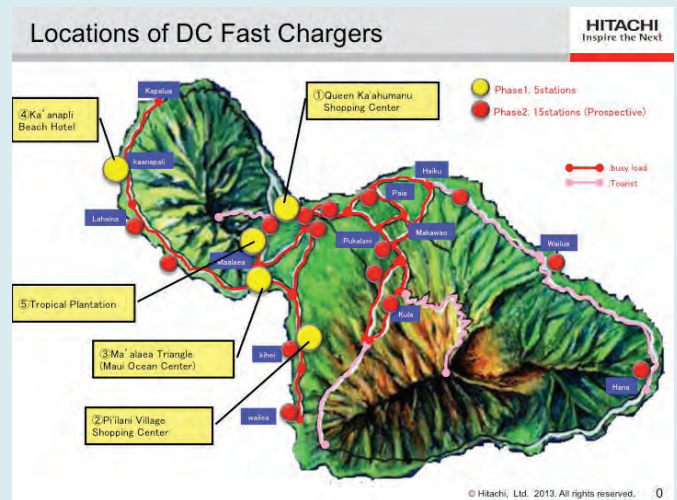 Locations of DC Fast Chargers
HITACHI
Inspire the Next
Kapalua
①Queen Ka'ahumanu
Shopping Center
Phase1: 5stations
Phase2: 15stations (Prospective)
④Ka'anapli
Beach Hotel
kaanapali
Haiku
:busy load
:Tourist
Paia
Lahaina
Makawao
Pukalani
Wailua
Maalaea
⑤Tropical Plantation
Kula
③Ma'alaea Triangle
(Maui Ocean Center)
kihei
Hana
②Pi'ilani Village
Shopping Center
wailea
© Hitachi, Ltd. 2013. All rights reserved.
0